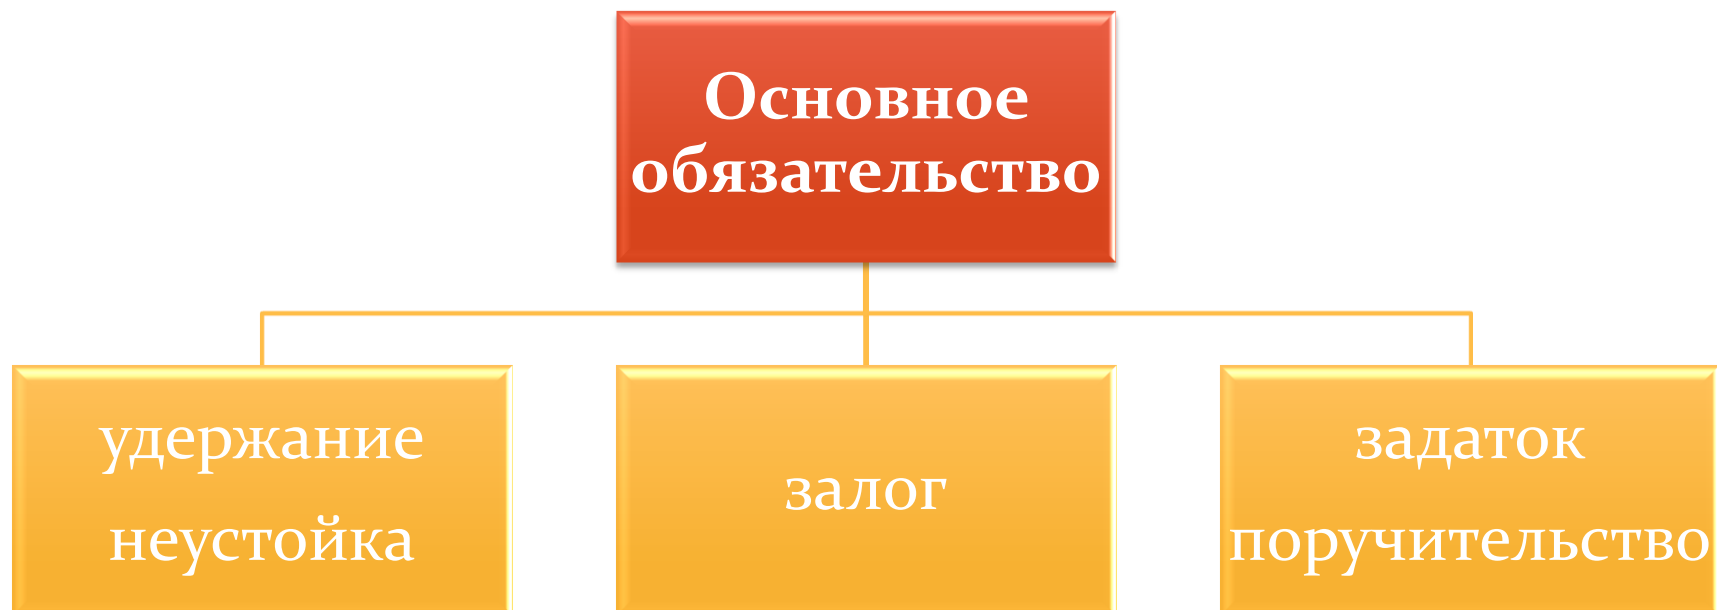 Основное
обязательство
удержание
неустойка
залог
задаток
поручительство